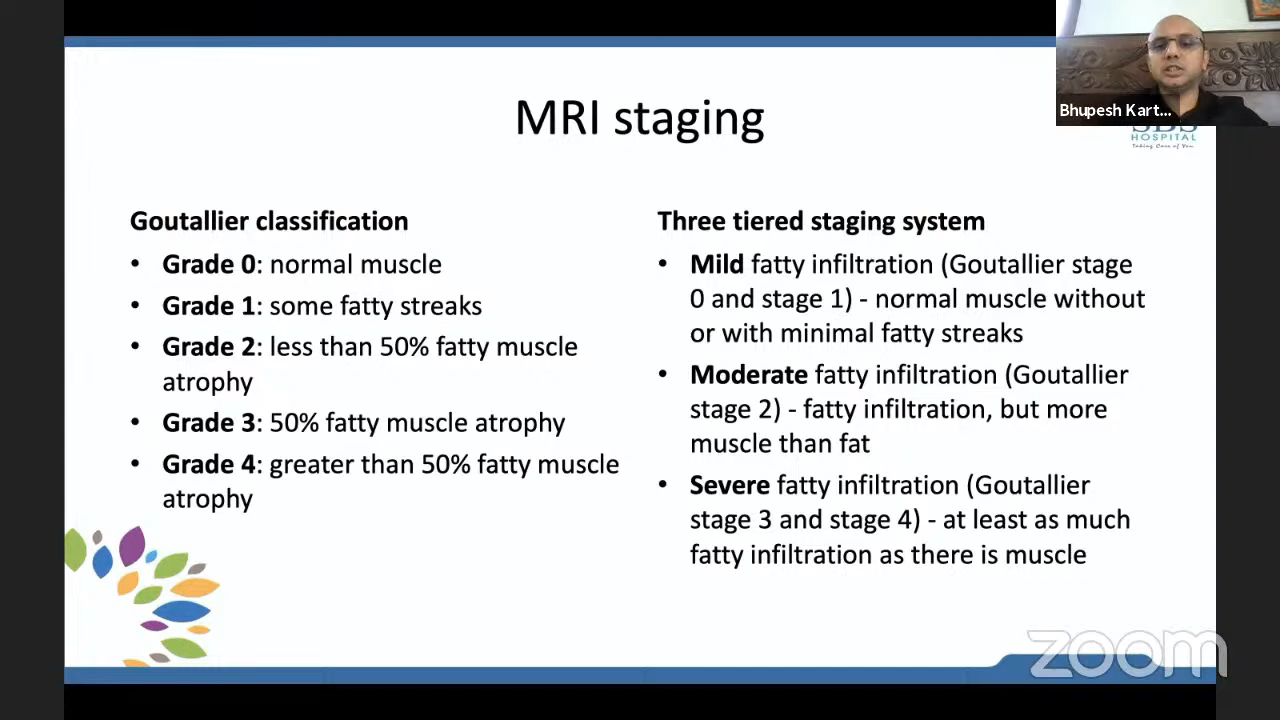 MRI staging
Bhupesh Kart...
SBS
HOSPITAL
Taking Care of You
Goutallier classification
• Grade 0: normal muscle
• Grade 1: some fatty streaks
• Grade 2: less than 50% fatty muscle
atrophy
• Grade 3: 50% fatty muscle atrophy
• Grade 4: greater than 50% fatty muscle
atrophy
Three tiered staging system
• Mild fatty infiltration (Goutallier stage
0 and stage 1) - normal muscle without
or with minimal fatty streaks
• Moderate fatty infiltration (Goutallier
stage 2) - fatty infiltration, but more
muscle than fat
• Severe fatty infiltration (Goutallier
stage 3 and stage 4) - at least as much
fatty infiltration as there is muscle
zoom